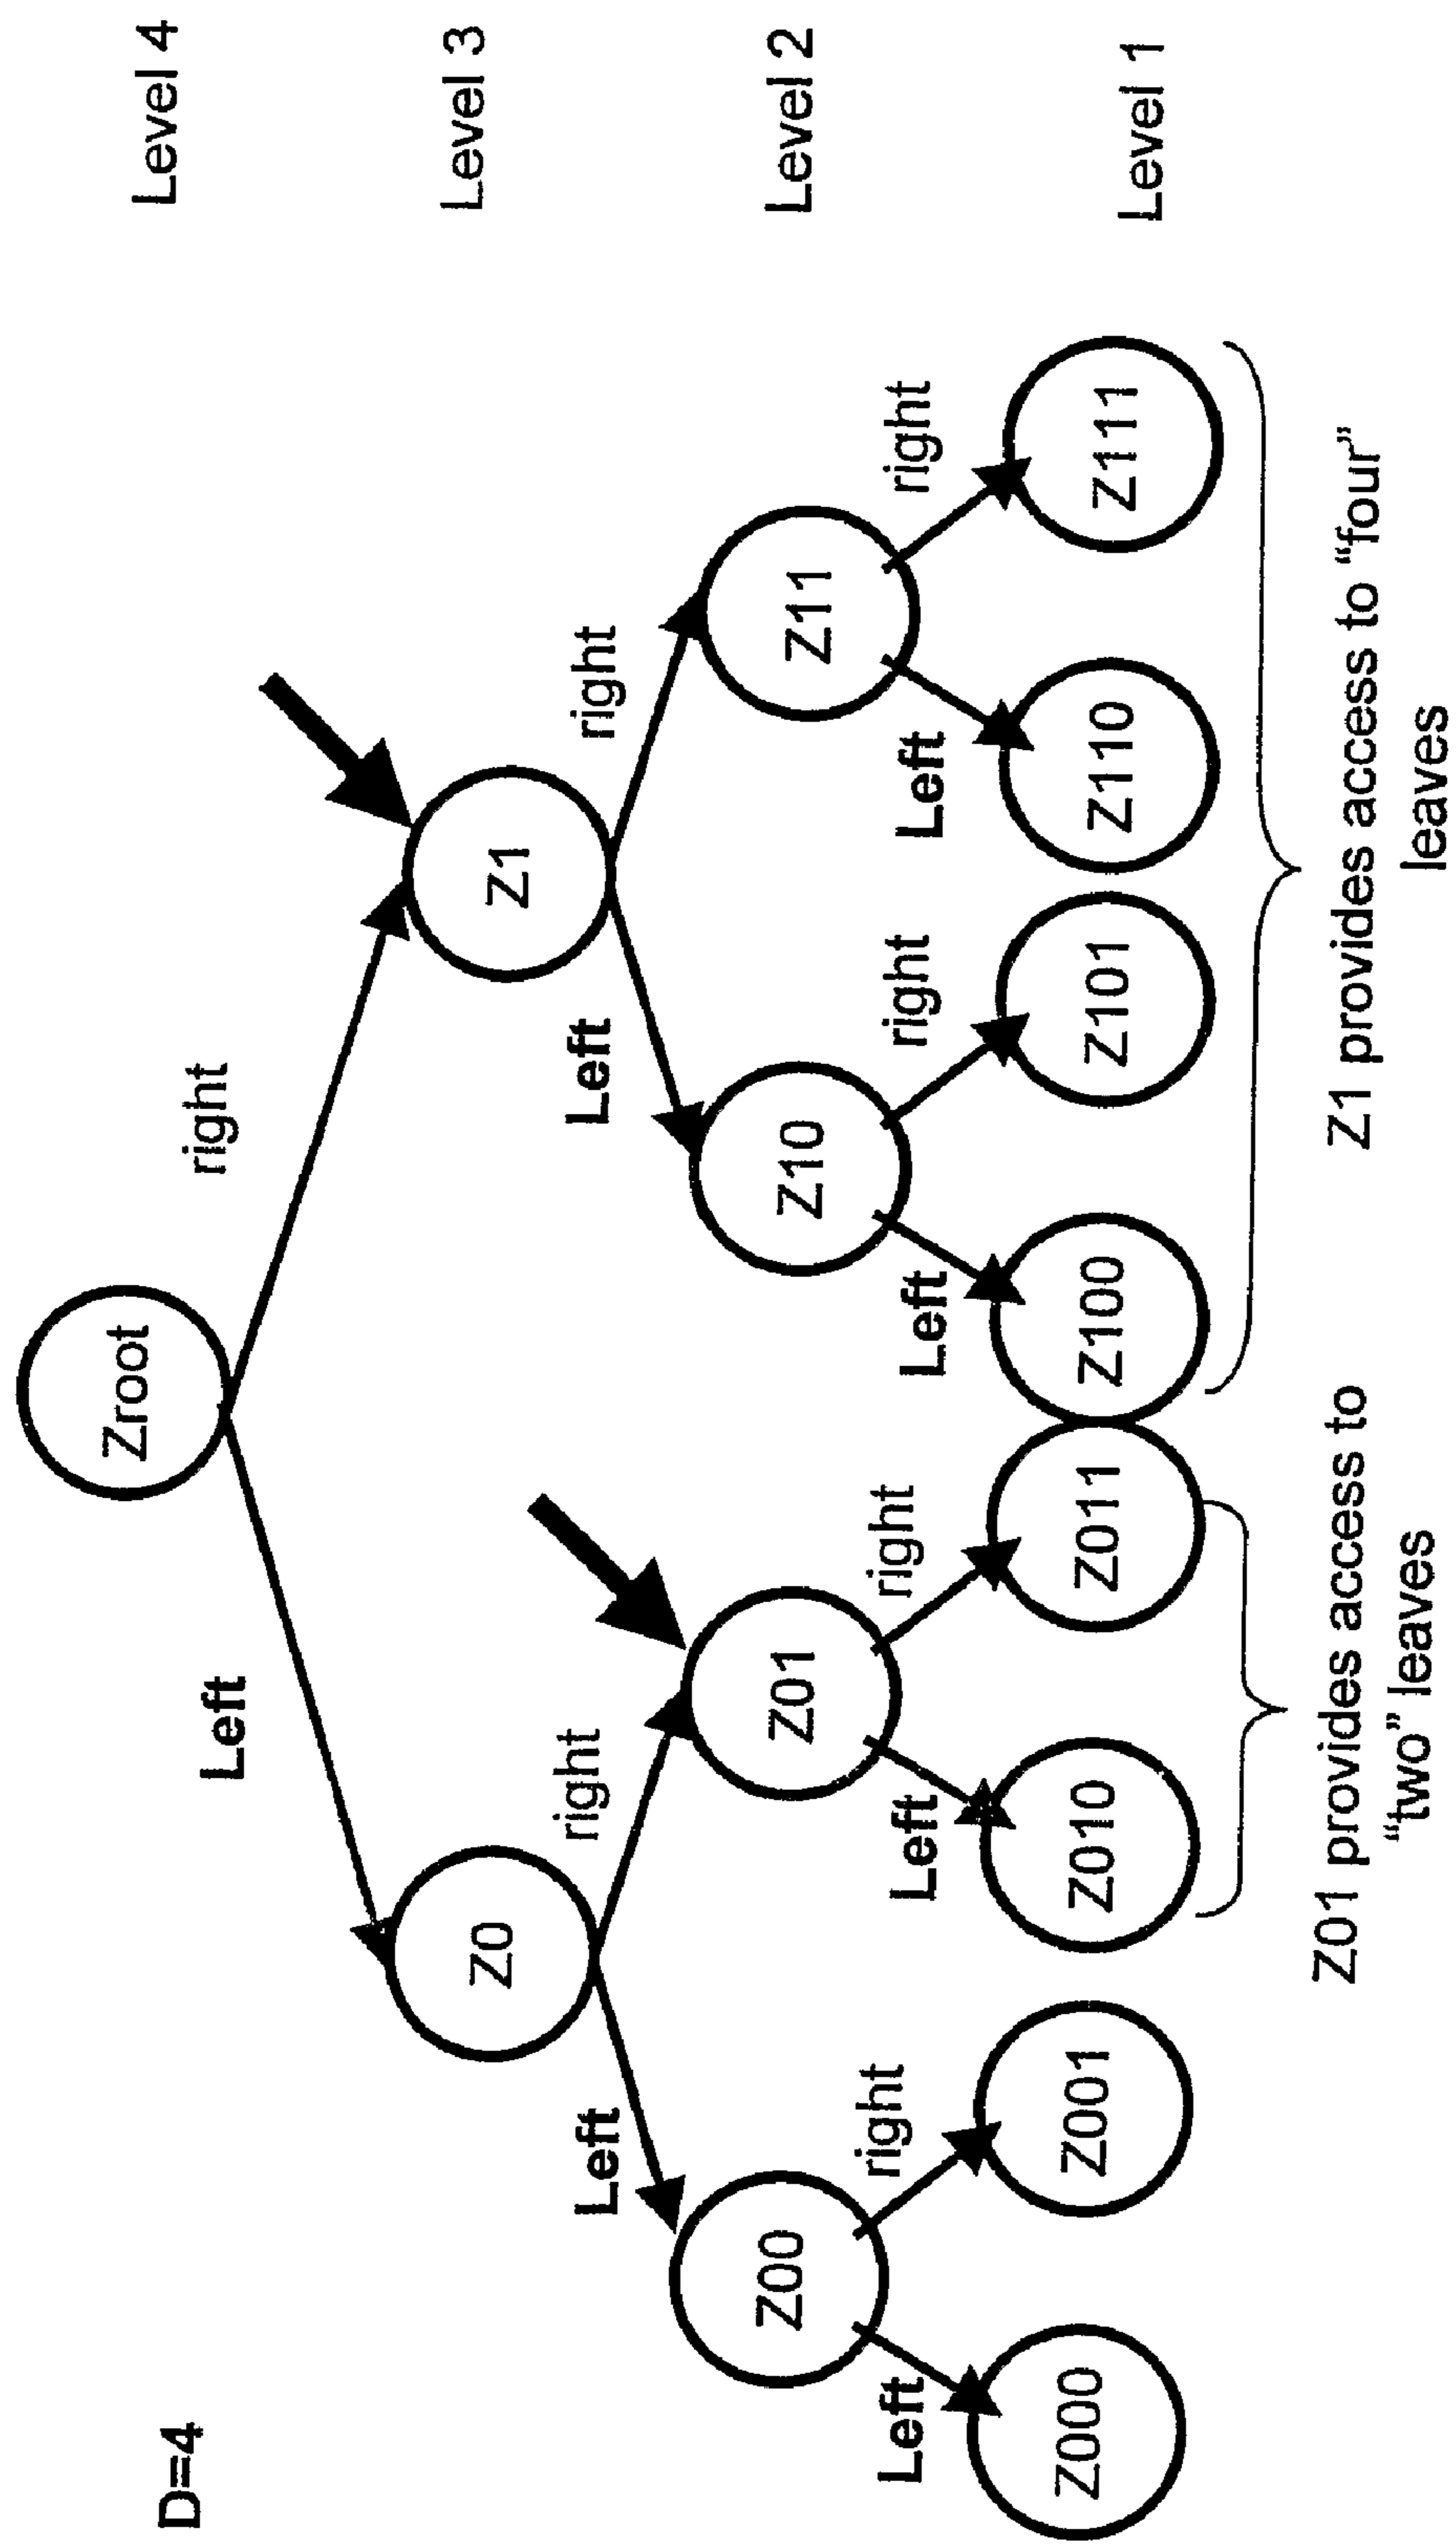 D=4
Zroot
Level 4
Left
right
Z0
Z1
Level 3
Left
right
Left
right
Z00
Z01
Z10
Z11
Level 2
Left
right
Left
right
Left
right
Left
right
Z000
Z001
Z010
Z011
Z100
Z101
Z110
Z111
Level 1
Z01 provides access to
“two” leaves
Z1 provides access to “four”
leaves